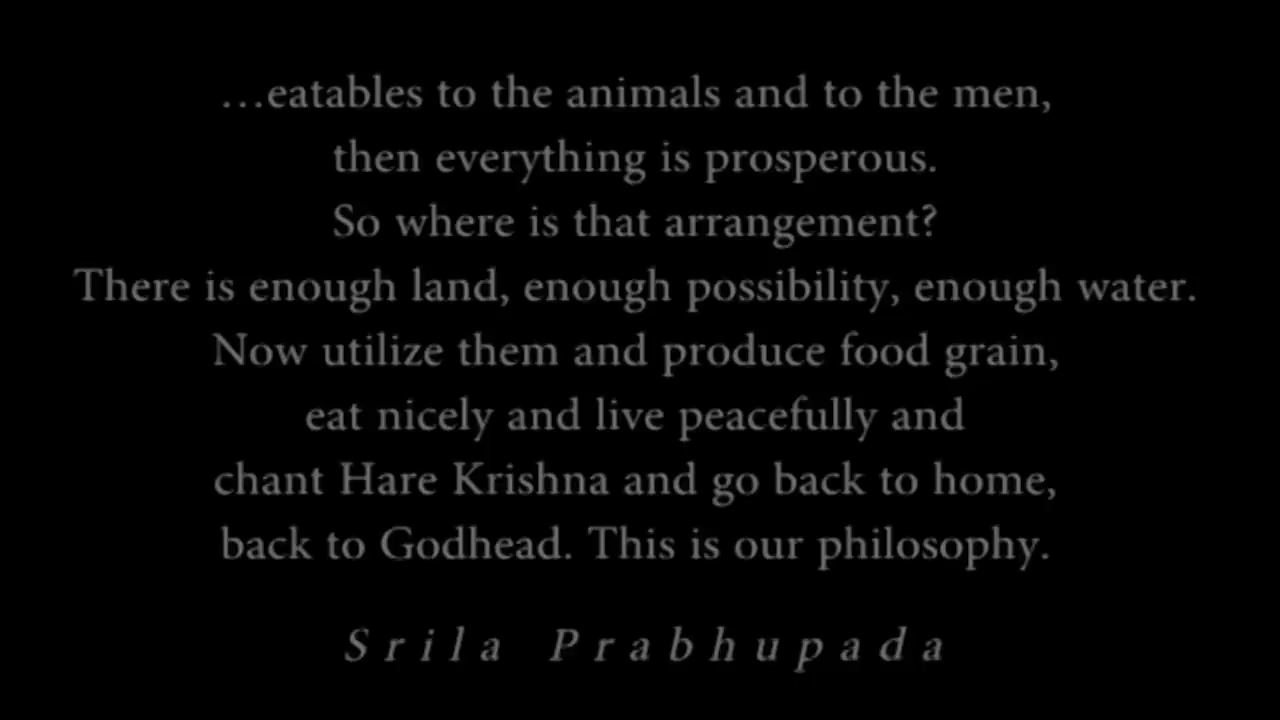 …eatables to the animals and to the men,
then everything is prosperous.
So where is that arrangement?
There is enough land, enough possibility, enough water.
Now utilize them and produce food grain,
eat nicely and live peacefully and
chant Hare Krishna and go back to home,
back to Godhead. This is our philosophy.
Srila Prabhupada